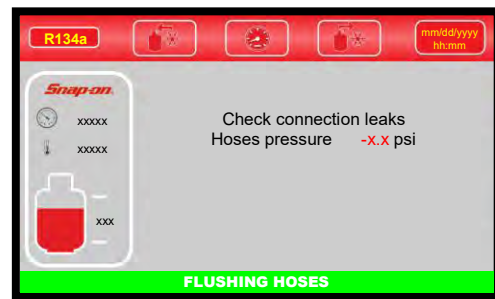 R134a
mm/dd/yyyy
hh:mm
Snap-on.
xxxxx
xxxxx
xxx
Check connection leaks
Hoses pressure -x.x psi
FLUSHING HOSES